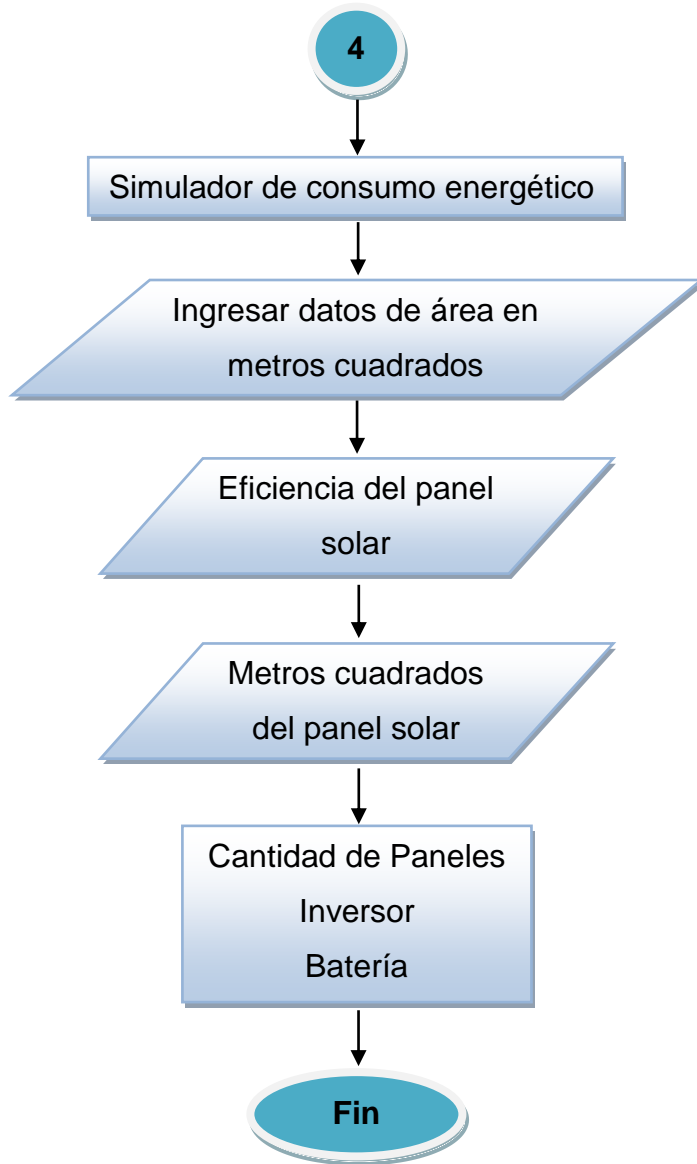 4
Simulador de consumo energético
Ingresar datos de área en
metros cuadrados
Eficiencia del panel
solar
Metros cuadrados
del panel solar
Cantidad de Paneles
Inversor
Batería
Fin